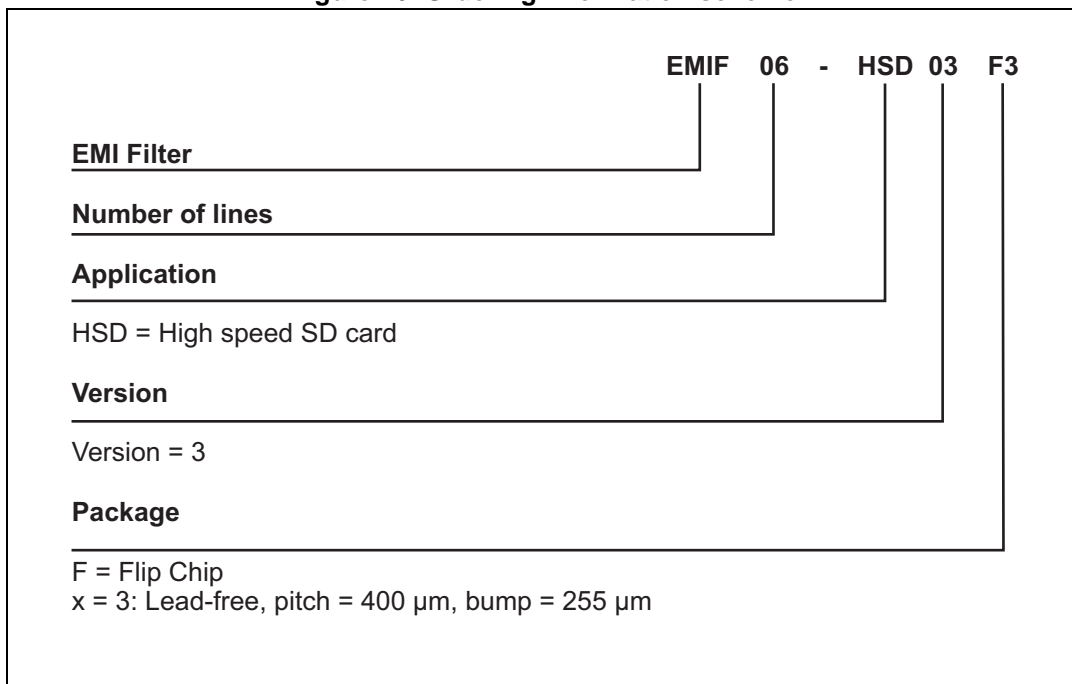 EMIF 06 - HSD 03 F3
EMI Filter
Number of lines
Application
HSD = High speed SD card
Version
Version = 3
Package
F = Flip Chip
x = 3: Lead-free, pitch = 400 µm, bump = 255 µm